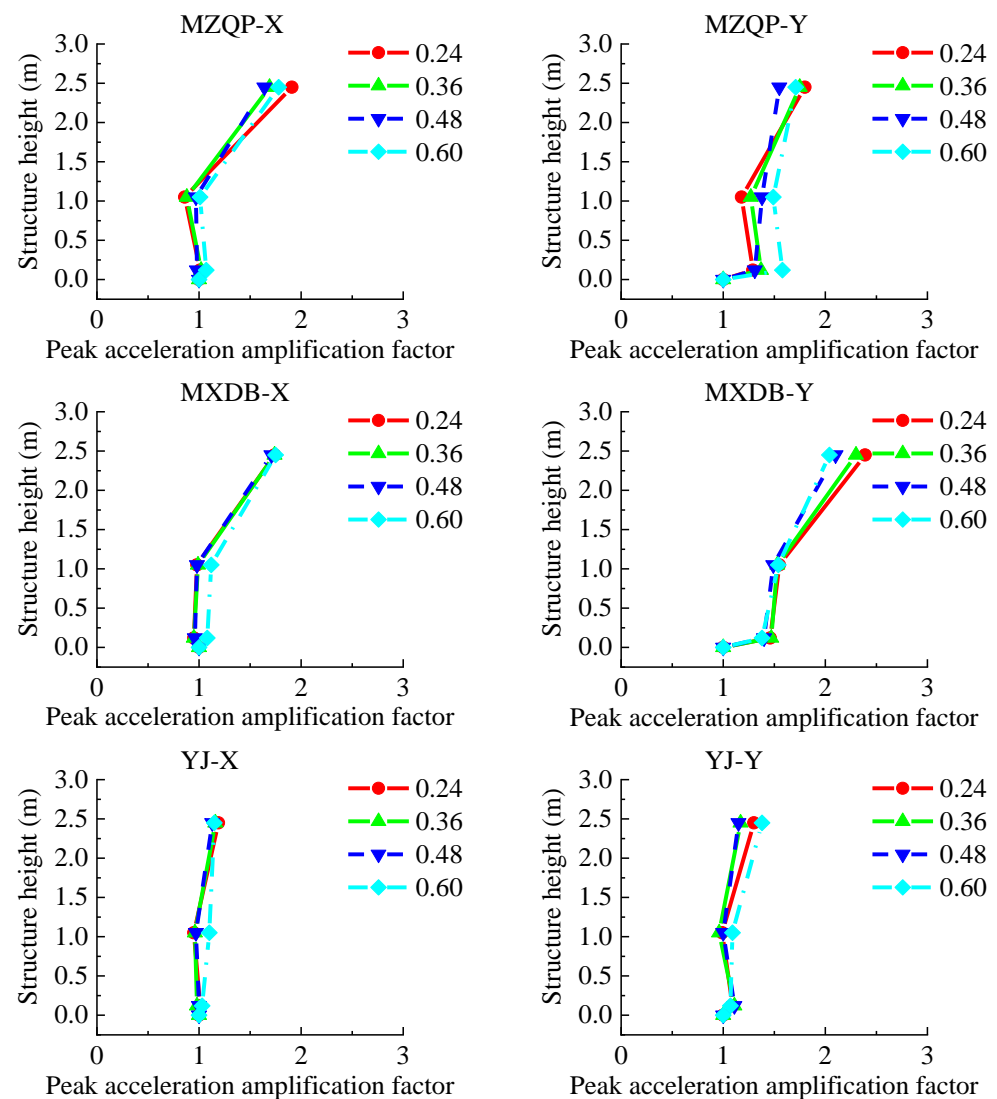 MZQP-X
Structure height (m)
3.0
2.5
2.0
1.5
1.0
0.5
0.0
0.24
0.36
0.48
0.60
0 1 2 3
Peak acceleration amplification factor
MZQP-Y
Structure height (m)
3.0
2.5
2.0
1.5
1.0
0.5
0.0
0.24
0.36
0.48
0.60
0 1 2 3
Peak acceleration amplification factor
MXDB-X
Structure height (m)
3.0
2.5
2.0
1.5
1.0
0.5
0.0
0.24
0.36
0.48
0.60
0 1 2 3
Peak acceleration amplification factor
MXDB-Y
Structure height (m)
3.0
2.5
2.0
1.5
1.0
0.5
0.0
0.24
0.36
0.48
0.60
0 1 2 3
Peak acceleration amplification factor
YJ-X
Structure height (m)
3.0
2.5
2.0
1.5
1.0
0.5
0.0
0.24
0.36
0.48
0.60
0 1 2 3
Peak acceleration amplification factor
YJ-Y
Structure height (m)
3.0
2.5
2.0
1.5
1.0
0.5
0.0
0.24
0.36
0.48
0.60
0 1 2 3
Peak acceleration amplification factor